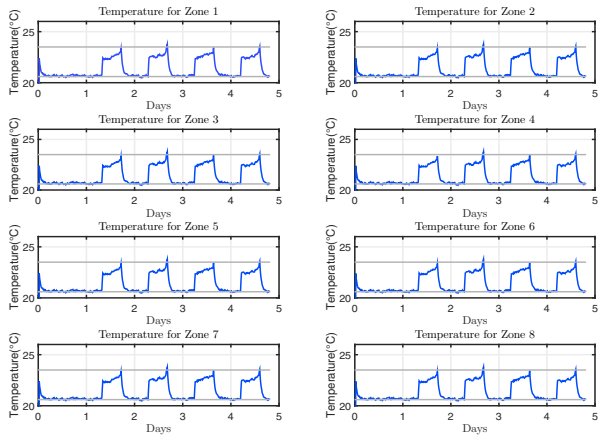 Temperature for Zone 1
Temperature(°C)
25
20
0 1 2 3 4 5
Days
Temperature for Zone 2
Temperature(°C)
25
20
0 1 2 3 4 5
Days
Temperature for Zone 3
Temperature(°C)
25
20
0 1 2 3 4 5
Days
Temperature for Zone 4
Temperature(°C)
25
20
0 1 2 3 4 5
Days
Temperature for Zone 5
Temperature(°C)
25
20
0 1 2 3 4 5
Days
Temperature for Zone 6
Temperature(°C)
25
20
0 1 2 3 4 5
Days
Temperature for Zone 7
Temperature(°C)
25
20
0 1 2 3 4 5
Days
Temperature for Zone 8
Temperature(°C)
25
20
0 1 2 3 4 5
Days